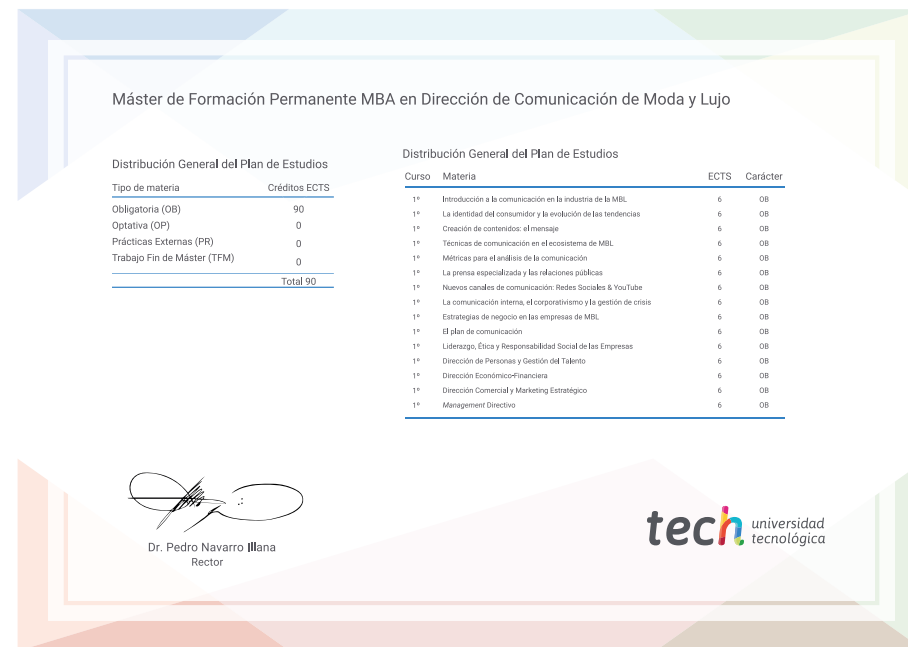 Máster de Formación Permanente MBA en Dirección de Comunicación de Moda y Lujo
Distribución General del Plan de Estudios
Tipo de materia Créditos ECTS
Obligatoria (OB) 90
Optativa (OP) 0
Prácticas Externas (PR) 0
Trabajo Fin de Máster (TFM) 0
Total 90
Distribución General del Plan de Estudios
Curso Materia ECTS Carácter
1º Introducción a la comunicación en la industria de la MBL 6 OB
1º La identidad del consumidor y la evolución de las tendencias 6 OB
1º Creación de contenidos: el mensaje 6 OB
1º Técnicas de comunicación en el ecosistema de MBL 6 OB
1º Métricas para el análisis de la comunicación 6 OB
1º La prensa especializada y las relaciones públicas 6 OB
1º Nuevos canales de comunicación: Redes Sociales & YouTube 6 OB
1º La comunicación interna, el corporativismo y la gestión de crisis 6 OB
1º Estrategias de negocio en las empresas de MBL 6 OB
1º El plan de comunicación 6 OB
1º Liderazgo, Ética y Responsabilidad Social de las Empresas 6 OB
1º Dirección de Personas y Gestión del Talento 6 OB
1º Dirección Económico-Financiera 6 OB
1º Dirección Comercial y Marketing Estratégico 6 OB
1º Management Directivo 6 OB
Dr. Pedro Navarro Illana
Rector
tech universidad
tecnológica